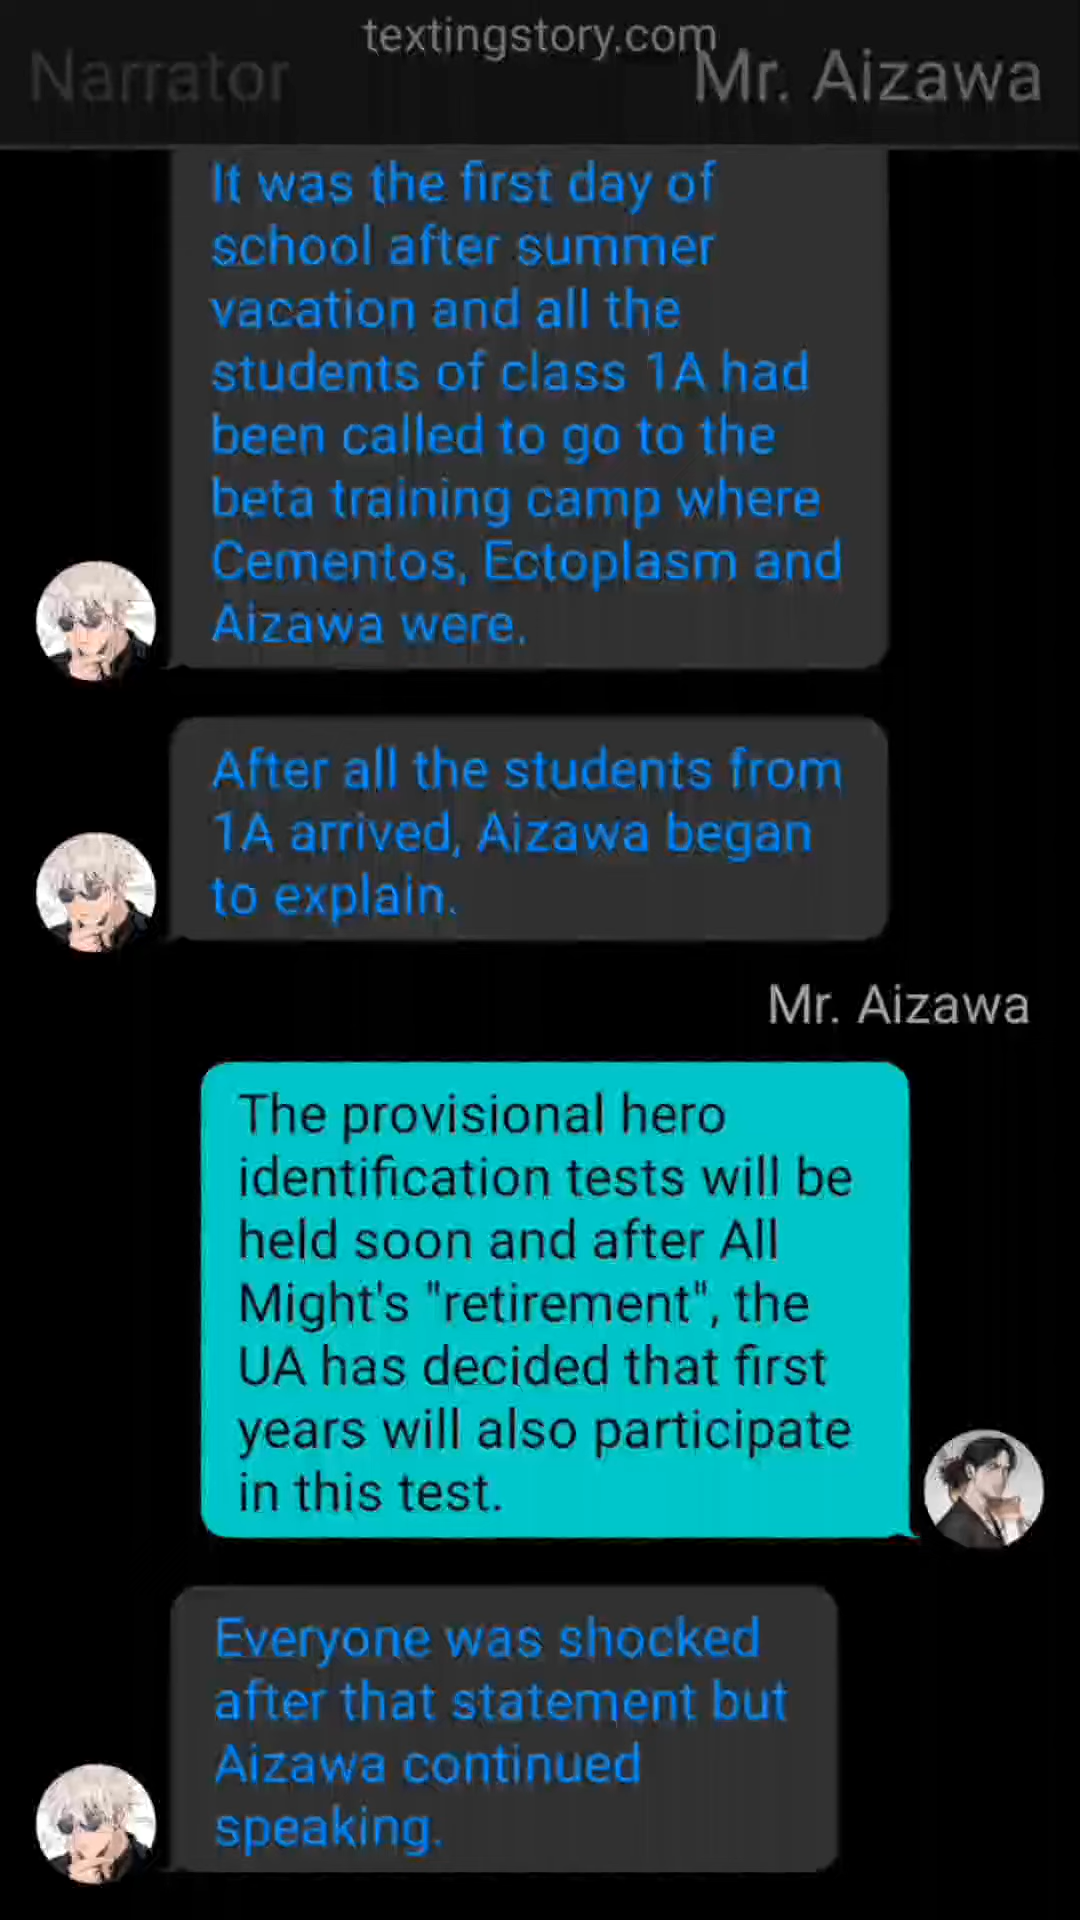 textingstory.com
Narrator
Mr. Aizawa
It was the first day of
school after summer
vacation and all the
students of class 1A had
been called to go to the
beta training camp where
Cementos, Ectoplasm and
Aizawa were.
After all the students from
1A arrived, Aizawa began
to explain.
Mr. Aizawa
The provisional hero
identification tests will be
held soon and after All
Might's "retirement", the
UA has decided that first
years will also participate
in this test.
Everyone was shocked
after that statement but
Aizawa continued
speaking.